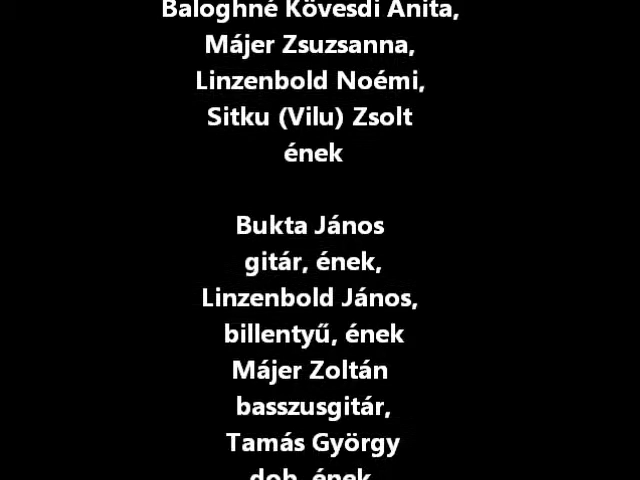 Baloghné Kövesdi Anita,
Májer Zsuzsanna,
Linzenbold Noémi,
Sitku (Vilu) Zsolt
ének
Bukta János
gitár, ének,
Linzenbold János,
billentyű, ének
Májer Zoltán
basszusgitár,
Tamás György
dob, ének